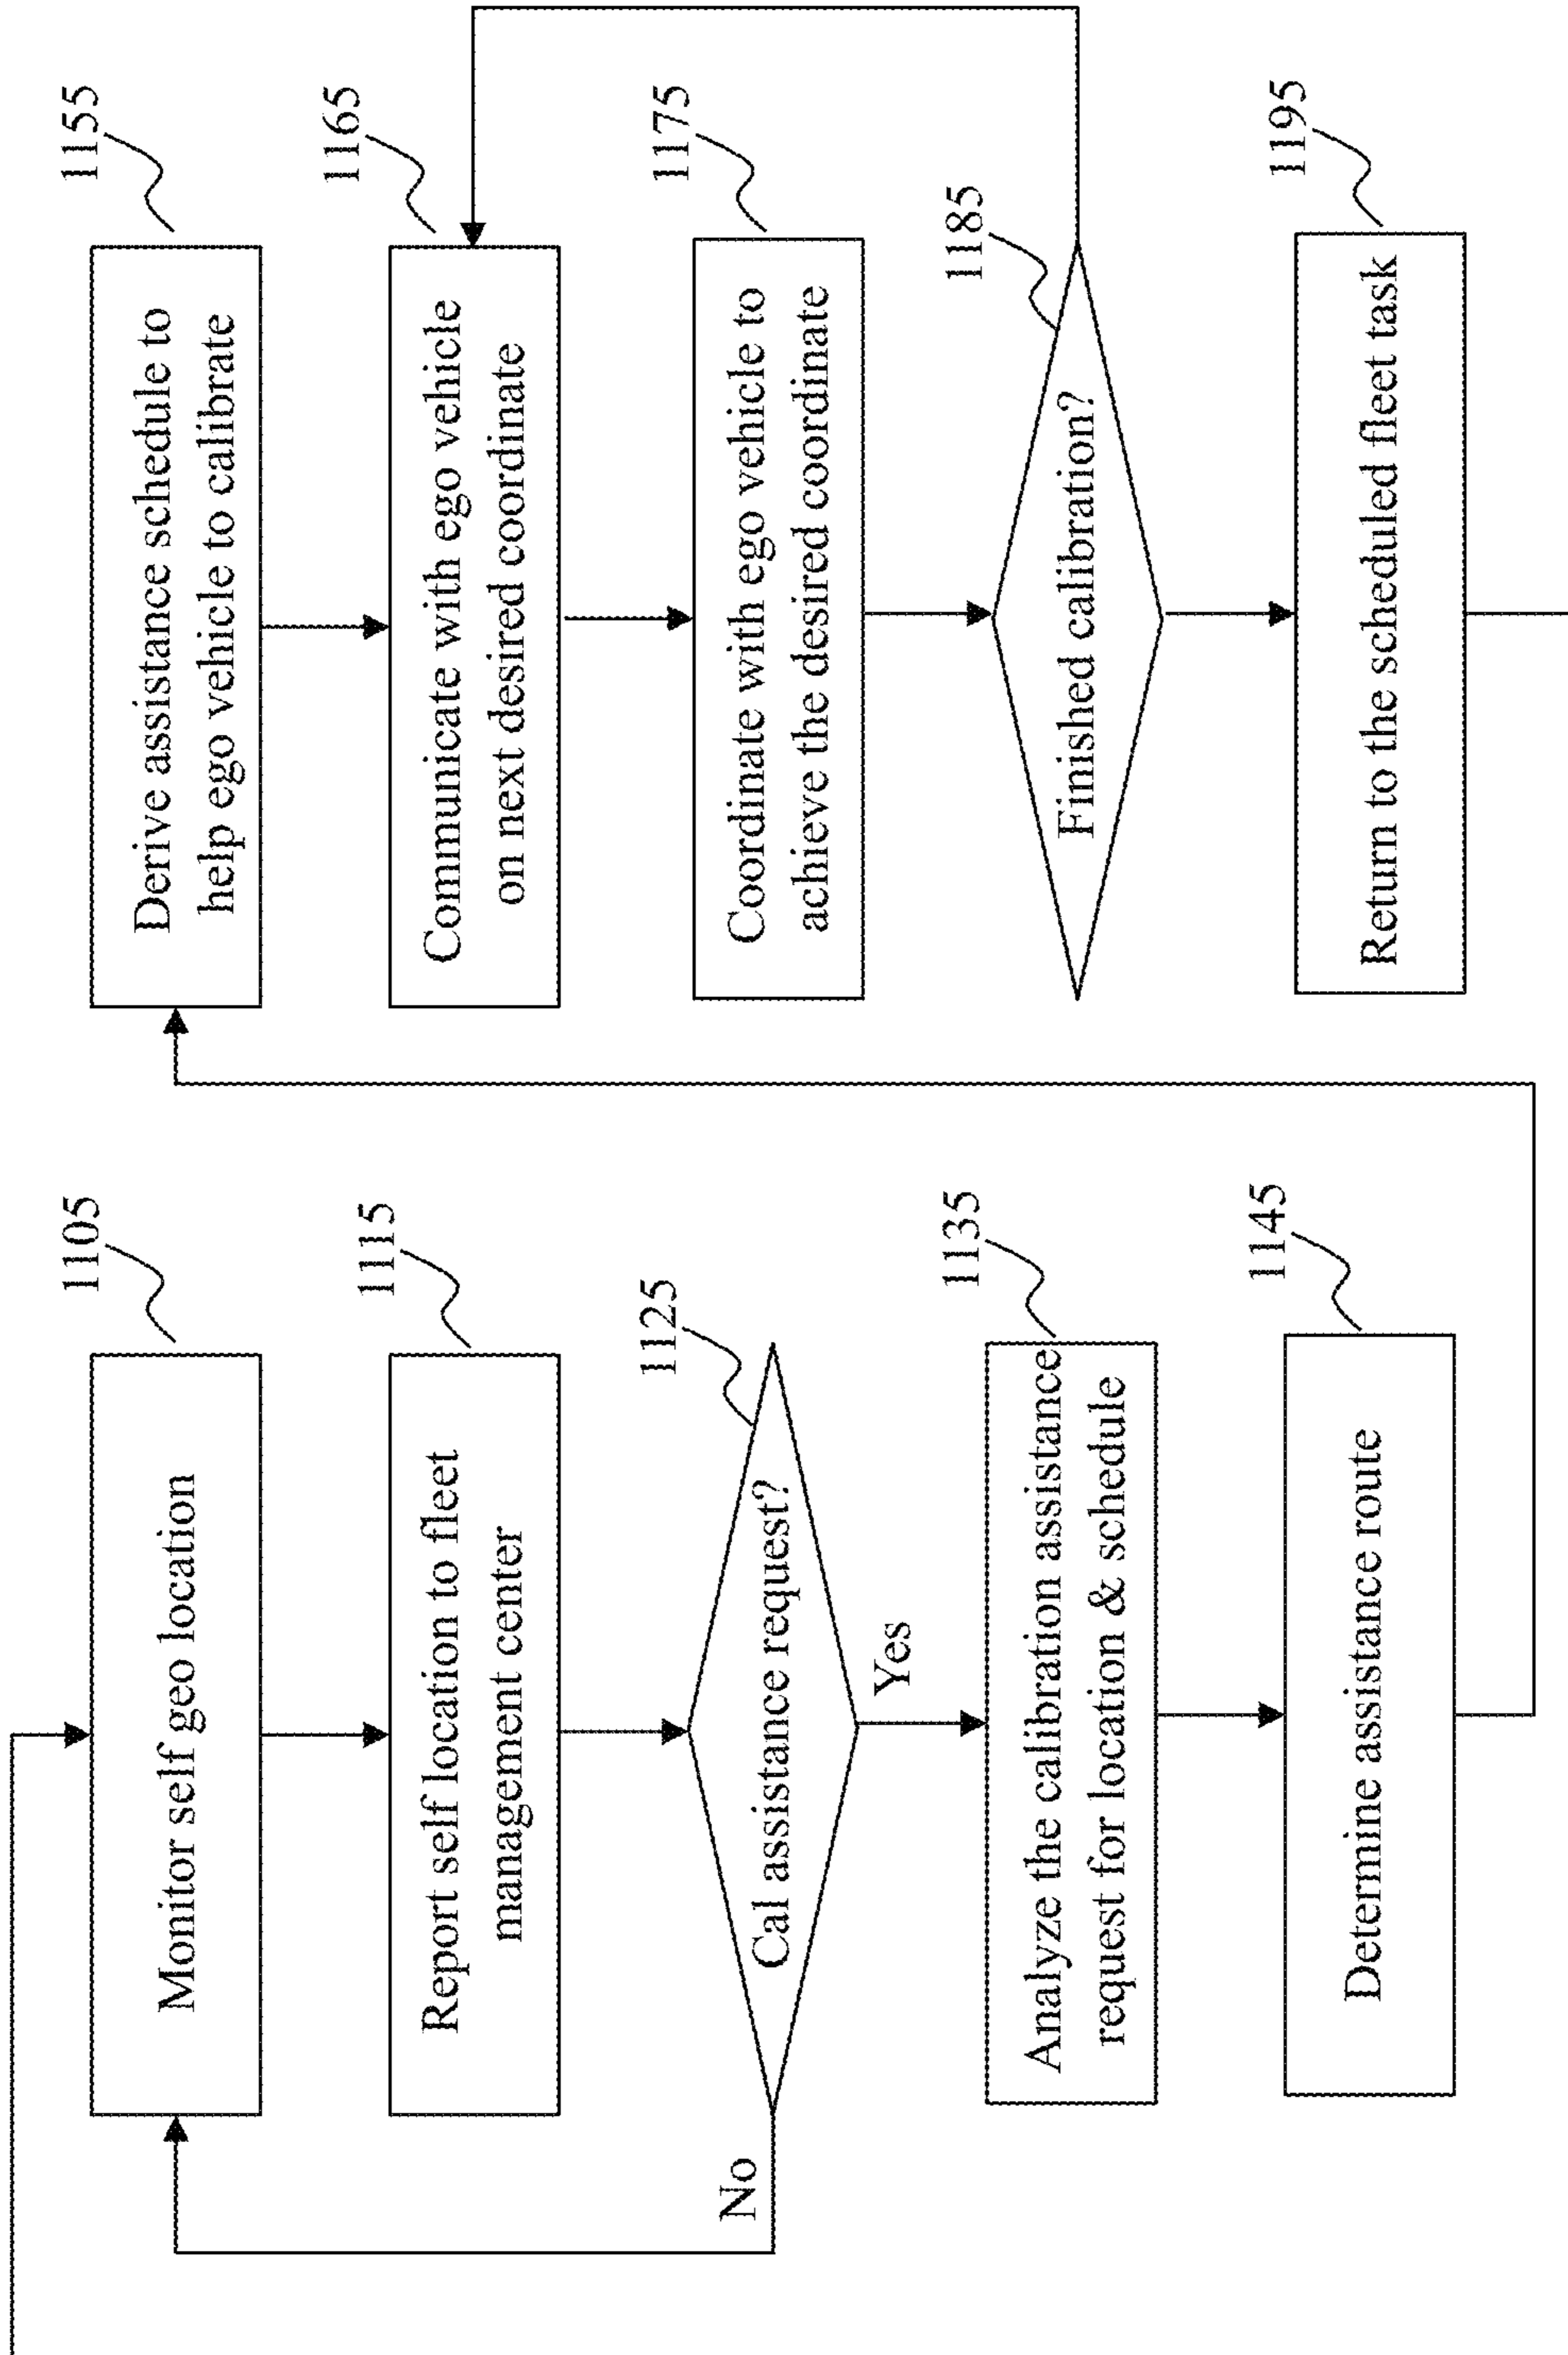 1105
Monitor self geo location
1115
Report self location to fleet
management center
1125
Cal assistance request?
No
Yes
1135
Analyze the calibration assistance
request for location & schedule
1145
Determine assistance route
1155
Derive assistance schedule to
help ego vehicle to calibrate
1165
Communicate with ego vehicle
on next desired coordinate
1175
Coordinate with ego vehicle to
achieve the desired coordinate
1185
Finished calibration?
1195
Return to the scheduled fleet task